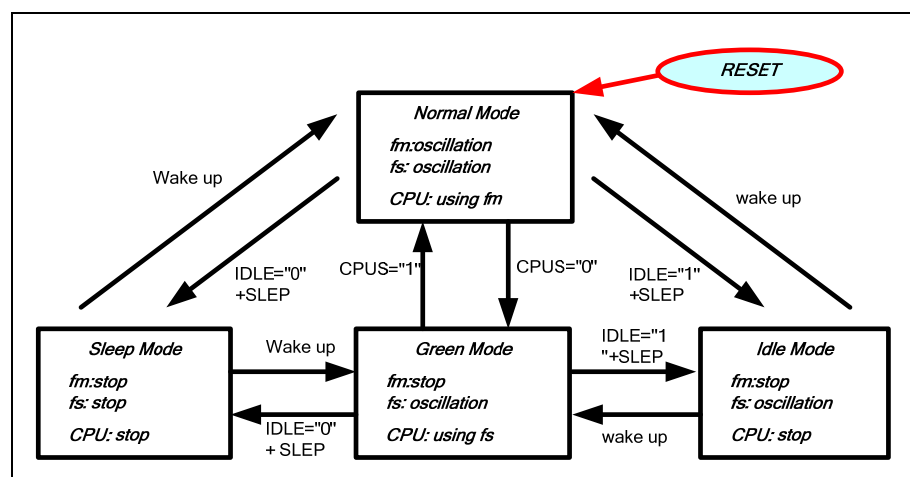 RESET
Normal Mode
fm:oscillation
fs: oscillation
CPU: using fm
Wake up
wake up
IDLE="0"
+SLEP
CPUS="1"
CPUS="0"
IDLE="1"
+SLEP
Sleep Mode
fm:stop
fs: stop
CPU: stop
Wake up
IDLE="0"
+ SLEP
Green Mode
fm:stop
fs: oscillation
CPU: using fs
IDLE="1
"+SLEP
wake up
Idle Mode
fm:stop
fs: oscillation
CPU: stop